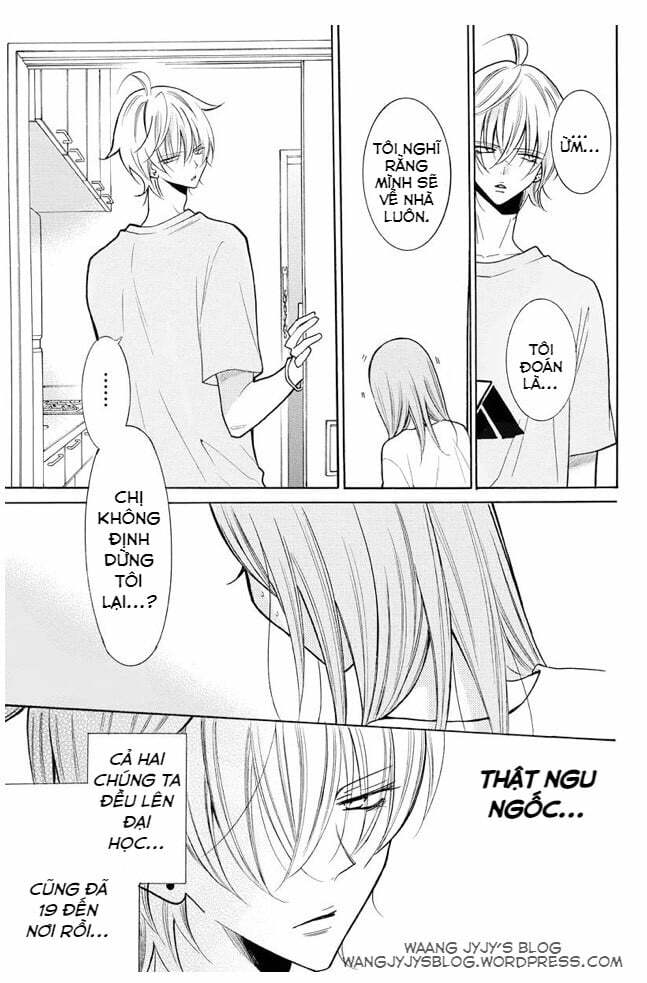 ...
ỪM...
TÔI
ĐOÁN
LÀ...
TÔI NGHĨ
RẰNG
MÌNH SẼ
VỀ NHÀ
LUÔN.
......
CHỊ
KHÔNG
ĐỊNH
DỪNG
TÔI
LẠI...?
THẬT NGU
NGỐC...
CẢ HAI
CHÚNG TA
ĐỀU LÊN
ĐẠI
HỌC...
CŨNG ĐÃ
19 ĐẾN
NƠI RỒI...
WAANG JYJY'S BLOG
WANGJYJYSBLOG.WORDPRESS.COM